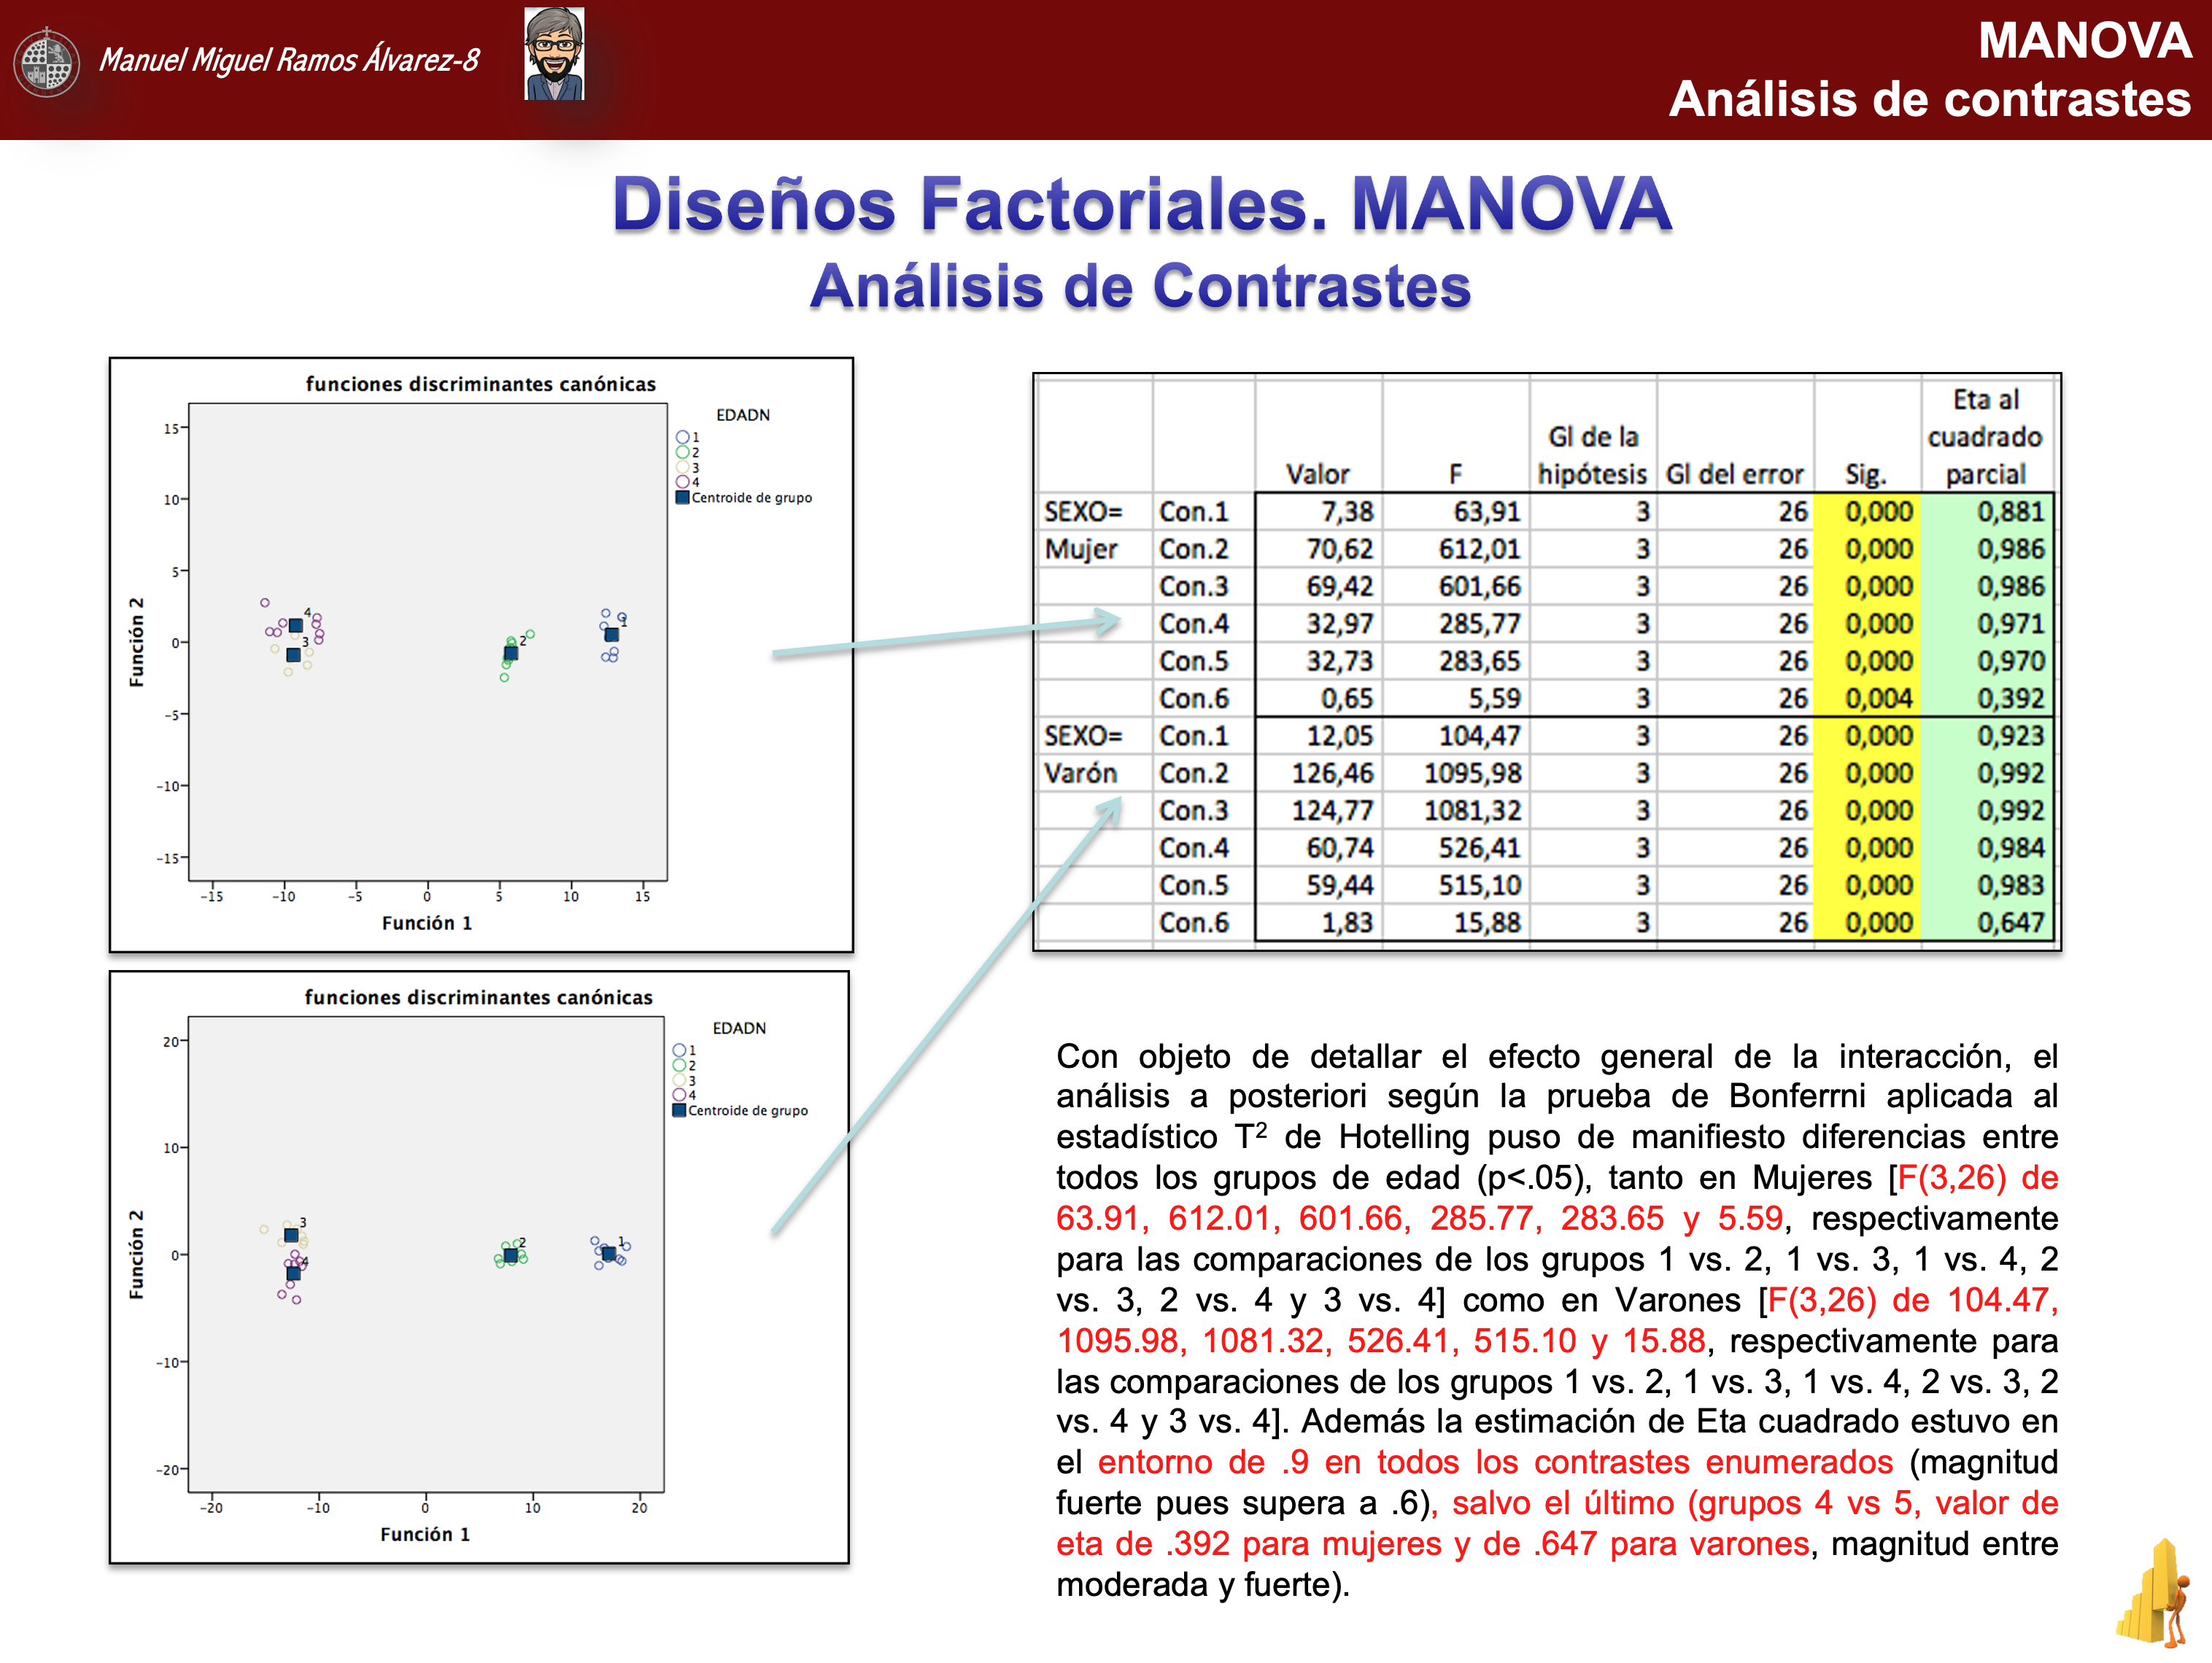 Manuel Miguel Ramos Álvarez-8
MANOVA
Análisis de contrastes
Diseños Factoriales. MANOVA
Análisis de Contrastes
funciones discriminantes canónicas
EDADN
1
2
3
4
Centroide de grupo
15
10
5
0
-5
-10
-15
Función 2
4
3
2
1
-15 -10 -5 0 5 10 15
Función 1
funciones discriminantes canónicas
EDADN
1
2
3
4
Centroide de grupo
20
10
0
-10
-20
Función 2
3
4
2
1
-20 -10 0 10 20
Función 1
Valor F Gl de la hipótesis Gl del error Sig. Eta al cuadrado parcial
SEXO= Con.1 7,38 63,91 3 26 0,000 0,881
Mujer Con.2 70,62 612,01 3 26 0,000 0,986
Con.3 69,42 601,66 3 26 0,000 0,986
Con.4 32,97 285,77 3 26 0,000 0,971
Con.5 32,73 283,65 3 26 0,000 0,970
Con.6 0,65 5,59 3 26 0,004 0,392
SEXO= Con.1 12,05 104,47 3 26 0,000 0,923
Varón Con.2 126,46 1095,98 3 26 0,000 0,992
Con.3 124,77 1081,32 3 26 0,000 0,992
Con.4 60,74 526,41 3 26 0,000 0,984
Con.5 59,44 515,10 3 26 0,000 0,983
Con.6 1,83 15,88 3 26 0,000 0,647
Con objeto de detallar el efecto general de la interacción, el
análisis a posteriori según la prueba de Bonferrni aplicada al
estadístico T² de Hotelling puso de manifiesto diferencias entre
todos los grupos de edad (p<.05), tanto en Mujeres [F(3,26) de
63.91, 612.01, 601.66, 285.77, 283.65 y 5.59, respectivamente
para las comparaciones de los grupos 1 vs. 2, 1 vs. 3, 1 vs. 4, 2
vs. 3, 2 vs. 4 y 3 vs. 4] como en Varones [F(3,26) de 104.47,
1095.98, 1081.32, 526.41, 515.10 y 15.88, respectivamente para
las comparaciones de los grupos 1 vs. 2, 1 vs. 3, 1 vs. 4, 2 vs. 3, 2
vs. 4 y 3 vs. 4]. Además la estimación de Eta cuadrado estuvo en
el entorno de .9 en todos los contrastes enumerados (magnitud
fuerte pues supera a .6), salvo el último (grupos 4 vs 5, valor de
eta de .392 para mujeres y de .647 para varones, magnitud entre
moderada y fuerte).